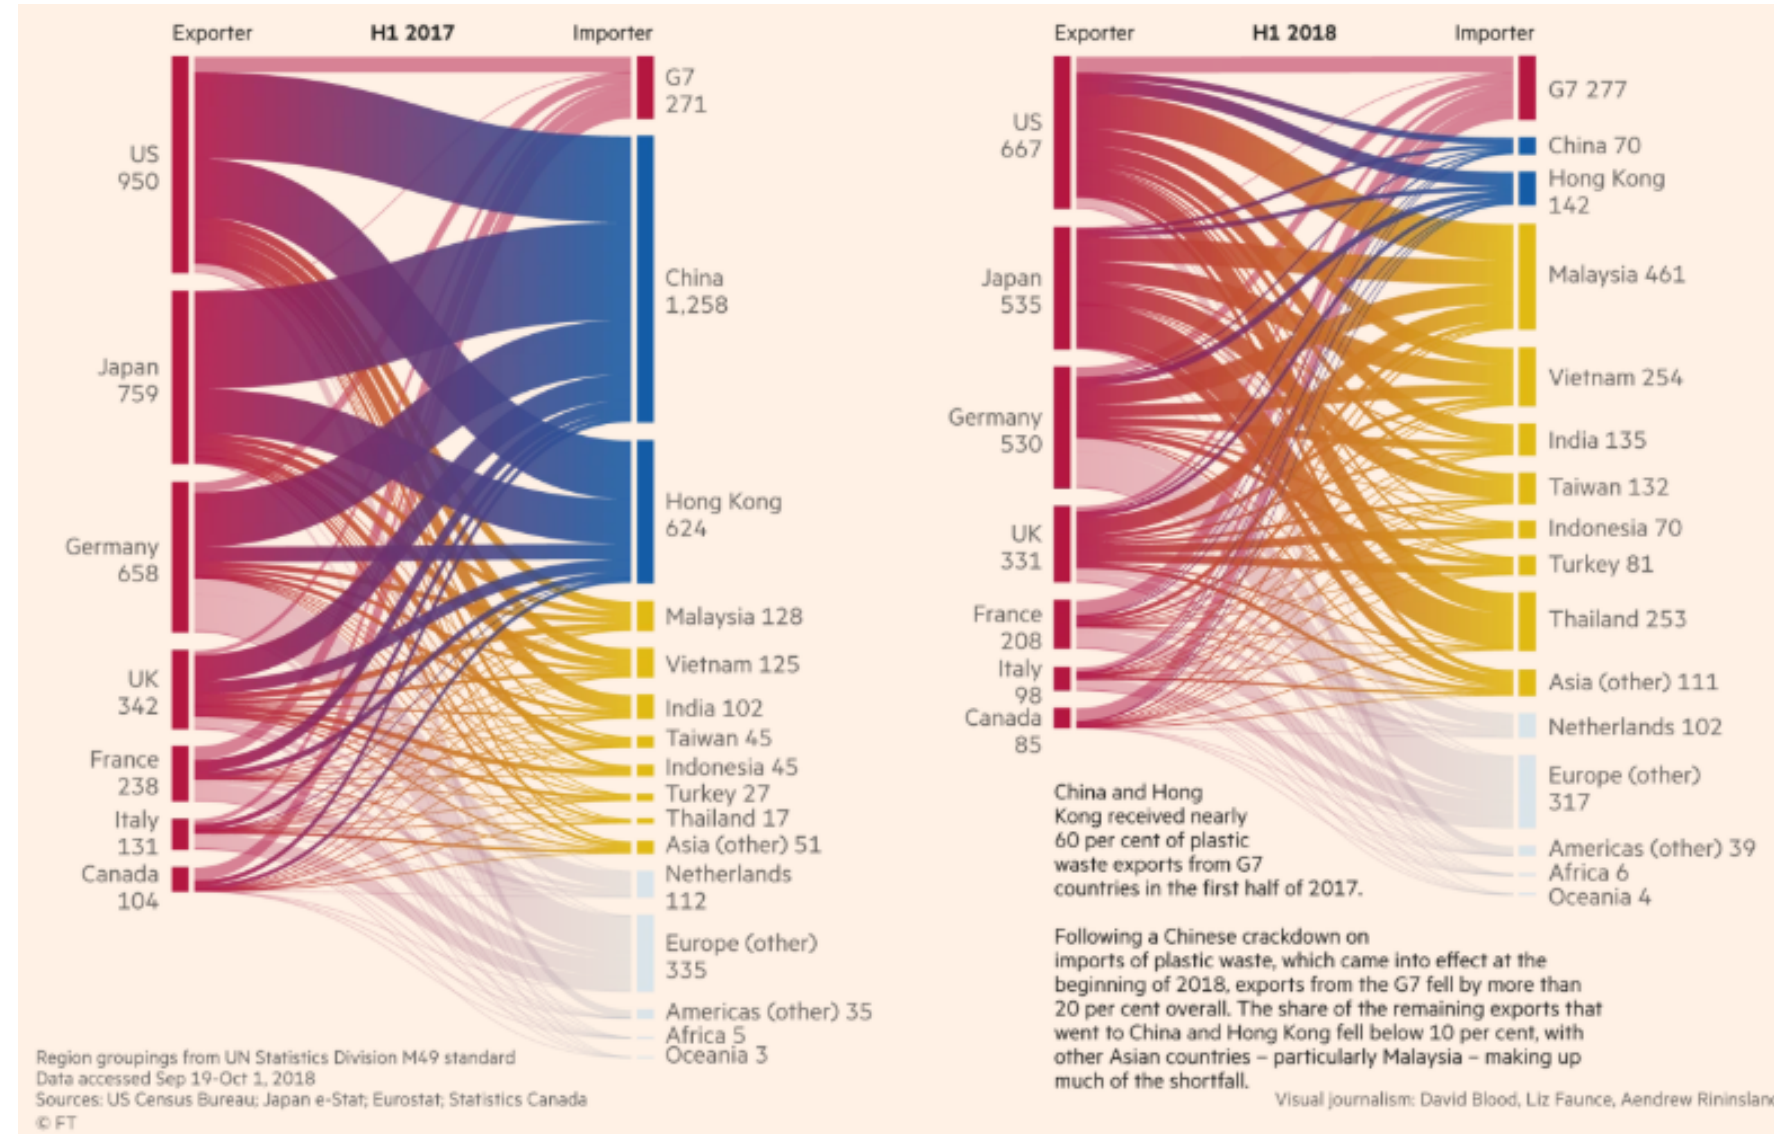 Exporter H1 2017 Importer
US
950
Japan
759
Germany
658
UK
342
France
238
Italy
131
Canada
104
G7
271
China
1,258
Hong Kong
624
Malaysia 128
Vietnam 125
India 102
Taiwan 45
Indonesia 45
Turkey 27
Thailand 17
Asia (other) 51
Netherlands
112
Europe (other)
335
Americas (other) 35
Africa 5
Oceania 3
Region groupings from UN Statistics Division M49 standard
Data accessed Sep 19-Oct 1, 2018
Sources: US Census Bureau; Japan e-Stat; Eurostat; Statistics Canada
© FT
Exporter H1 2018 Importer
US
667
Japan
535
Germany
530
UK
331
France
208
Italy
98
Canada
85
G7 277
China 70
Hong Kong
142
Malaysia 461
Vietnam 254
India 135
Taiwan 132
Indonesia 70
Turkey 81
Thailand 253
Asia (other) 111
Netherlands 102
Europe (other)
317
Americas (other) 39
Africa 6
Oceania 4
China and Hong
Kong received nearly
60 per cent of plastic
waste exports from G7
countries in the first half of 2017.
Following a Chinese crackdown on
imports of plastic waste, which came into effect at the
beginning of 2018, exports from the G7 fell by more than
20 per cent overall. The share of the remaining exports that
went to China and Hong Kong fell below 10 per cent, with
other Asian countries – particularly Malaysia – making up
much of the shortfall.
Visual journalism: David Blood, Liz Faunce, Aendrew Rininsland